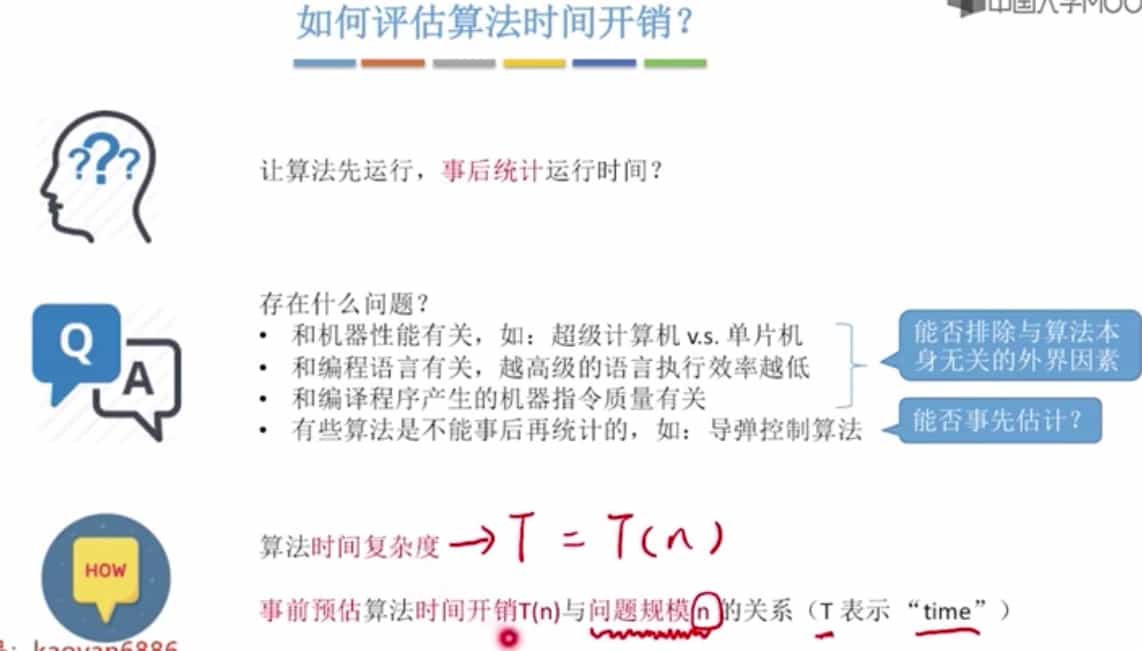 中国大学MOO
如何评估算法时间开销？
???
让算法先运行，事后统计运行时间？
Q
A
存在什么问题？
• 和机器性能有关，如：超级计算机 v.s. 单片机
• 和编程语言有关，越高级的语言执行效率越低
• 和编译程序产生的机器指令质量有关
• 有些算法是不能事后再统计的，如：导弹控制算法
能否排除与算法本
身无关的外界因素
能否事先估计？
HOW
算法时间复杂度 → T = T(n)
事前预估算法时间开销T(n)与问题规模 n 的关系（T 表示 “time”）
号：kaoyan6886